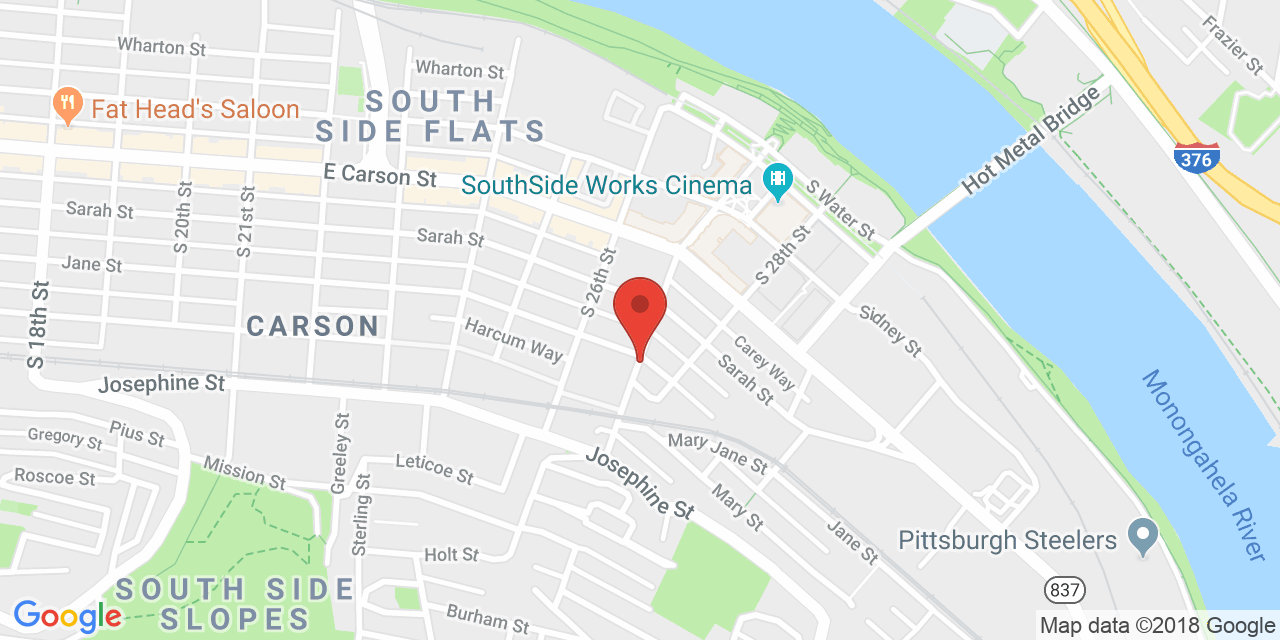 Frazier St
Wharton St
Wharton St
Fat Head's Saloon
SOUTH
SIDE FLATS
Hot Metal Bridge
376
E Carson St
SouthSide Works Cinema
S Water St
S 20th St
S 21st St
Sarah St
Sarah St
S 28th St
Jane St
S 26th St
S 18th St
CARSON
Harcum Way
Sidney St
Carey Way
Sarah St
Josephine St
Monongahela River
Pius St
Gregory St
Greeley St
Mary Jane St
Roscoe St
Mission St
Leticoe St
Sterling St
Josephine St
Mary St
Jane St
Pittsburgh Steelers
Holt St
SOUTH SIDE
SLOPES
837
Burham St
Google
Map data ©2018 Google